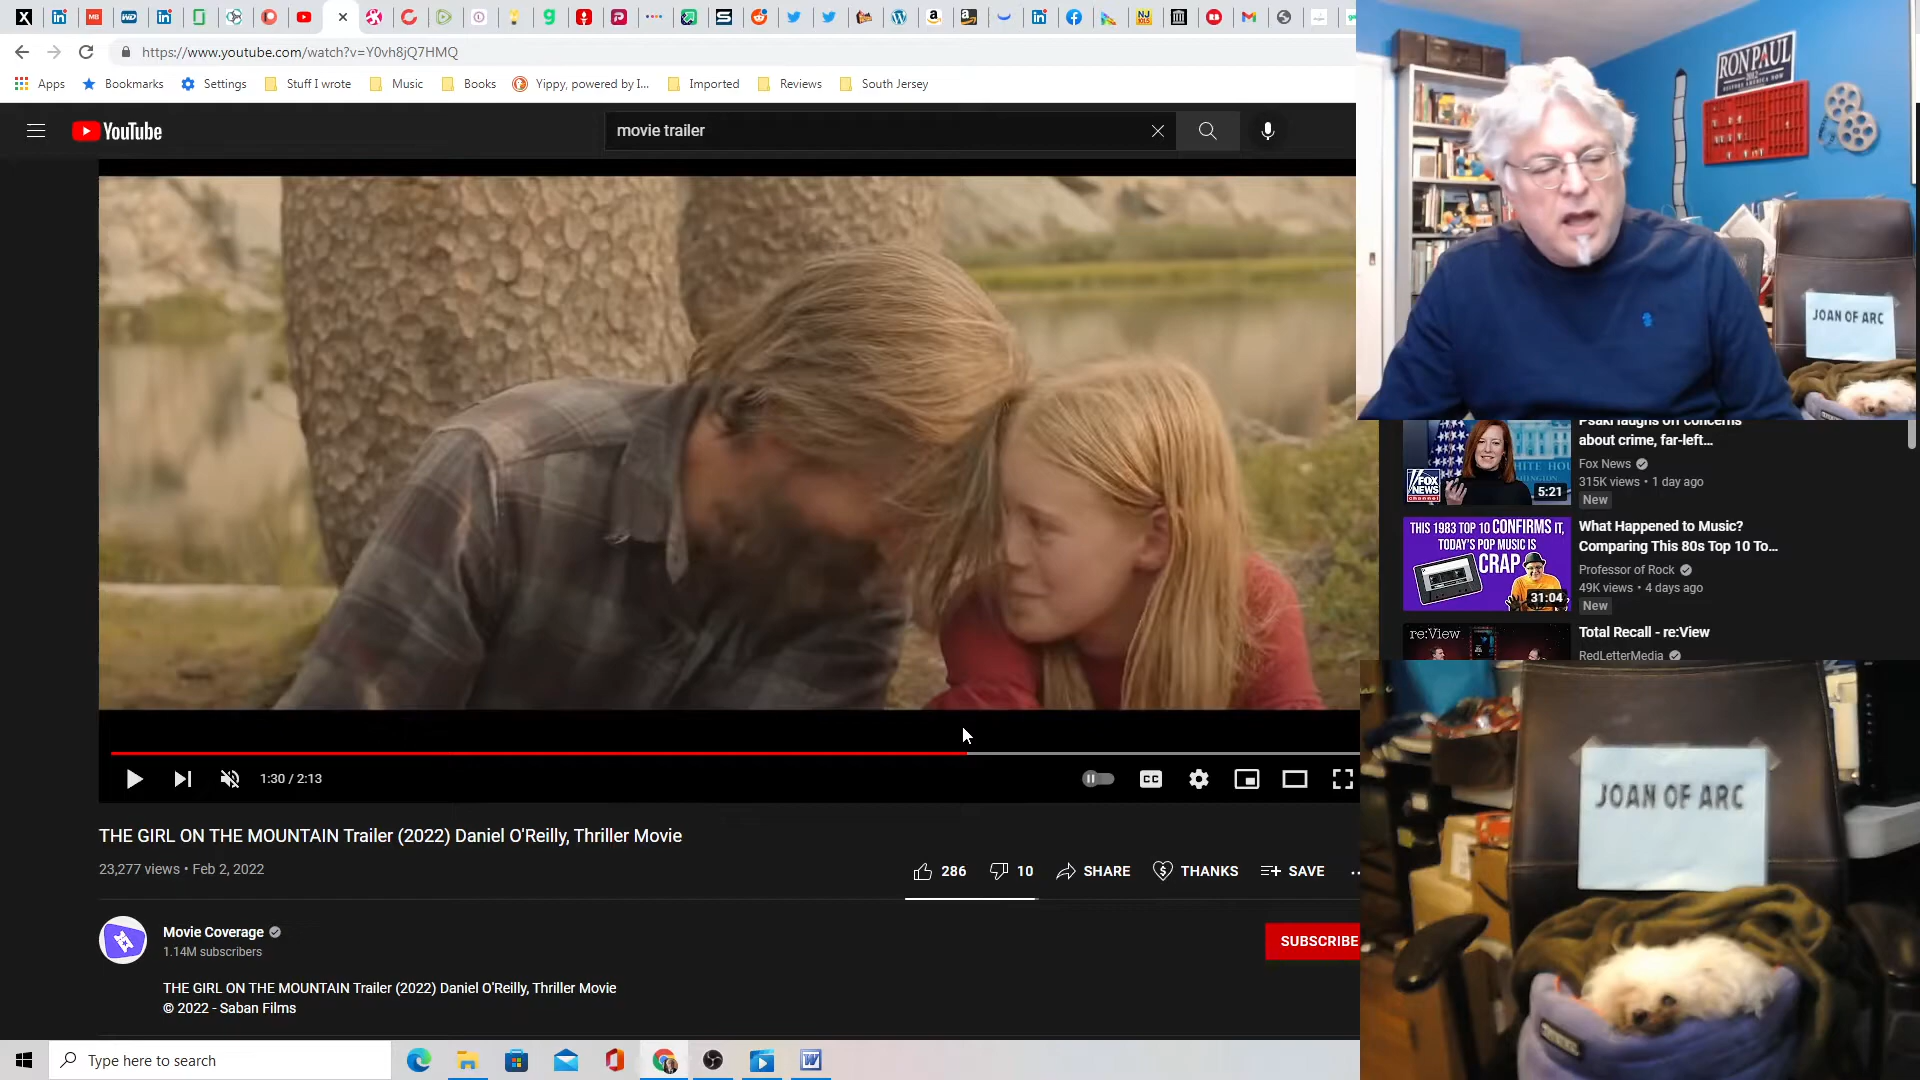 https://www.youtube.com/watch?v=Y0vh8jQ7HMQ
Apps
Bookmarks
Settings
Stuff I wrote
Music
Books
Yippy, powered by I...
Imported
Reviews
South Jersey
YouTube
movie trailer
RON PAUL
2012
JOAN OF ARC
about crime, far-left...
Fox News
315K views • 1 day ago
New
FOX
NEWS
channel
5:21
THIS 1983 TOP 10 CONFIRMS IT,
TODAY'S POP MUSIC IS
CRAP
31:04
What Happened to Music?
Comparing This 80s Top 10 To...
Professor of Rock
49K views • 4 days ago
New
re:View
Total Recall - re:View
RedLetterMedia
JOAN OF ARC
1:30 / 2:13
CC
THE GIRL ON THE MOUNTAIN Trailer (2022) Daniel O'Reilly, Thriller Movie
23,277 views • Feb 2, 2022
286
10
SHARE
THANKS
SAVE
Movie Coverage
1.14M subscribers
SUBSCRIBE
THE GIRL ON THE MOUNTAIN Trailer (2022) Daniel O'Reilly, Thriller Movie
© 2022 - Saban Films
Type here to search